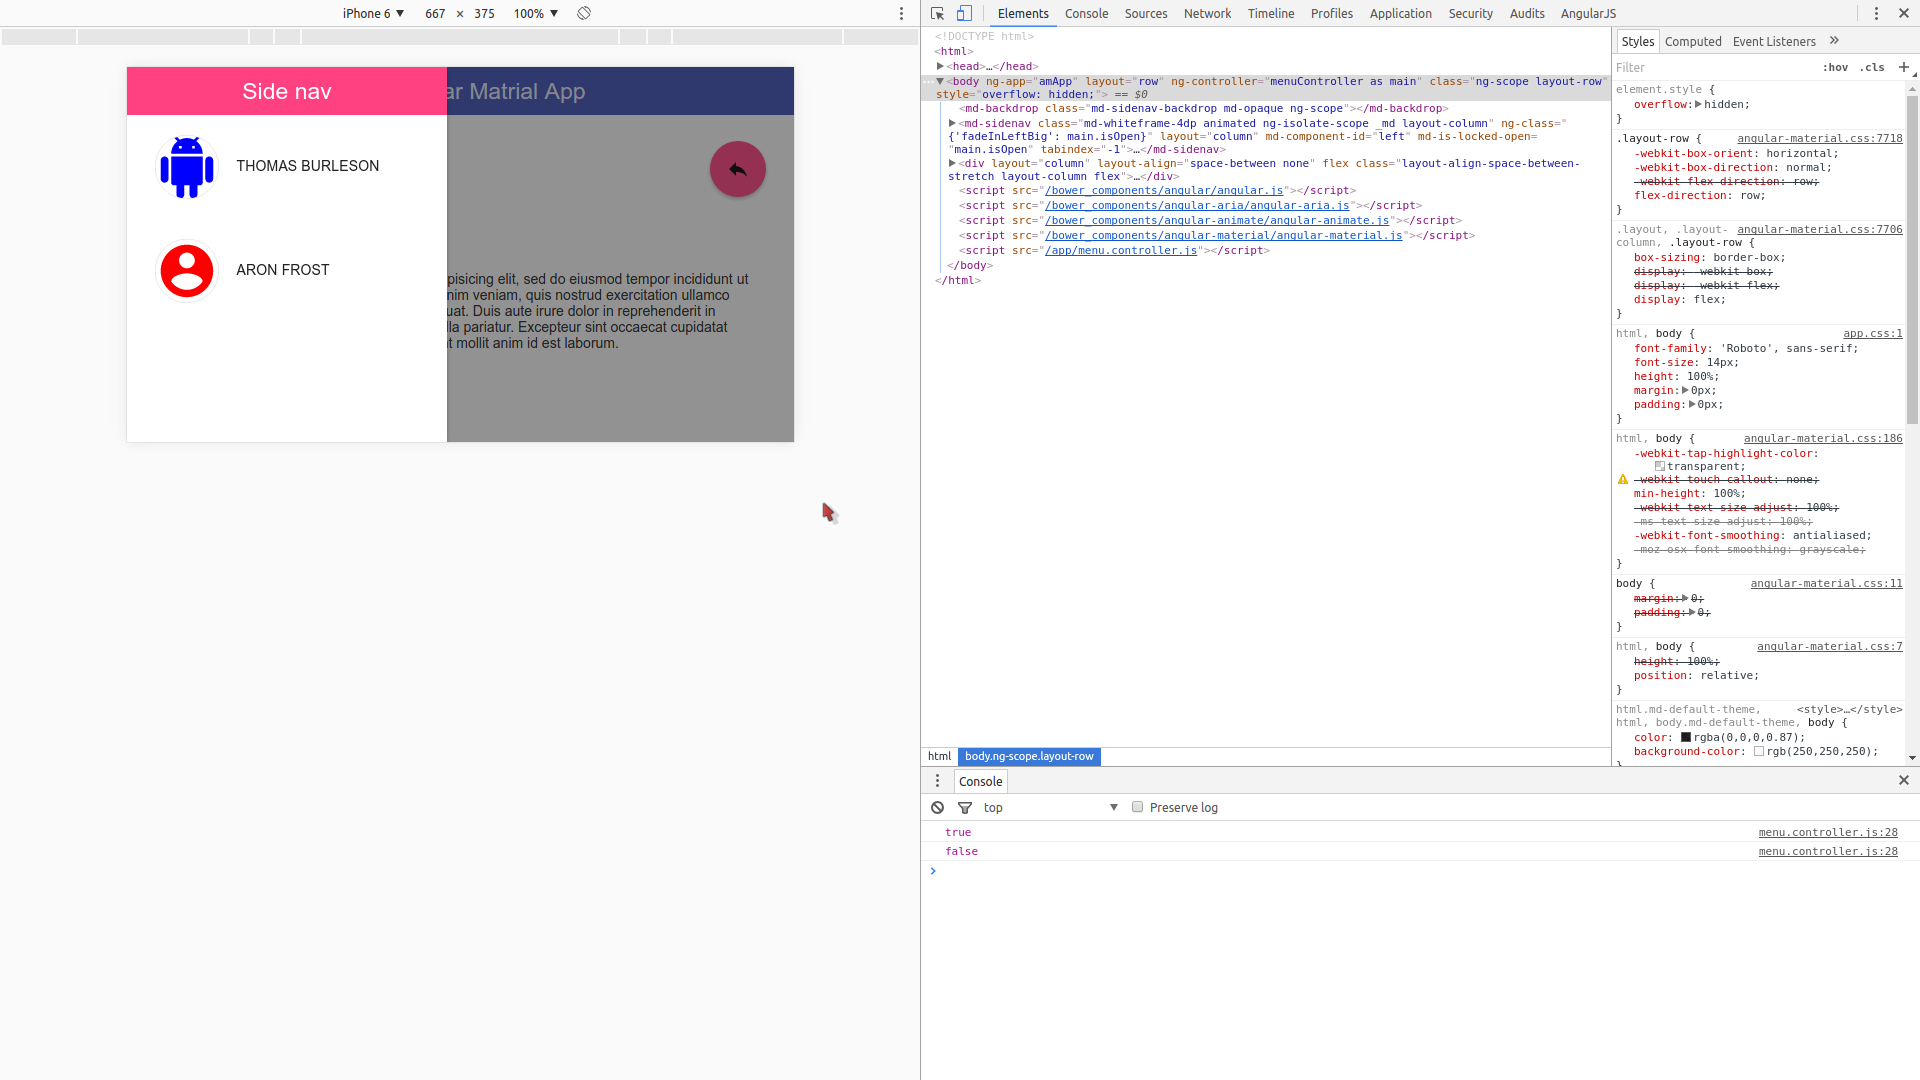 iPhone 6 ▼ 667 × 375 100% ▼
Side nav
ar Matrial App
THOMAS BURLESON
ARON FROST
pisicing elit, sed do eiusmod tempor incididunt ut
nim veniam, quis nostrud exercitation ullamco
uat. Duis aute irure dolor in reprehenderit in
lla pariatur. Excepteur sint occaecat cupidatat
t mollit anim id est laborum.
Elements Console Sources Network Timeline Profiles Application Security Audits AngularJS
<!DOCTYPE html>
<html>
▶<head>…</head>
…▼<body ng-app="amApp" layout="row" ng-controller="menuController as main" class="ng-scope layout-row"
style="overflow: hidden;"> == $0
<md-backdrop class="md-sidenav-backdrop md-opaque ng-scope"></md-backdrop>
▶<md-sidenav class="md-whiteframe-4dp animated ng-isolate-scope _md layout-column" ng-class="
{'fadeInLeftBig': main.isOpen}" layout="column" md-component-id="left" md-is-locked-open=
"main.isOpen" tabindex="-1">…</md-sidenav>
▶<div layout="column" layout-align="space-between none" flex class="layout-align-space-between-
stretch layout-column flex">…</div>
<script src="/bower_components/angular/angular.js"></script>
<script src="/bower_components/angular-aria/angular-aria.js"></script>
<script src="/bower_components/angular-animate/angular-animate.js"></script>
<script src="/bower_components/angular-material/angular-material.js"></script>
<script src="/app/menu.controller.js"></script>
</body>
</html>
html body.ng-scope.layout-row
Styles Computed Event Listeners »
Filter :hov .cls +
element.style {
overflow:▶hidden;
}
.layout-row { angular-material.css:7718
-webkit-box-orient: horizontal;
-webkit-box-direction: normal;
-webkit-flex-direction: row;
flex-direction: row;
}
.layout, .layout- angular-material.css:7706
column, .layout-row {
box-sizing: border-box;
display: -webkit-box;
display: -webkit-flex;
display: flex;
}
html, body { app.css:1
font-family: 'Roboto', sans-serif;
font-size: 14px;
height: 100%;
margin:▶0px;
padding:▶0px;
}
html, body { angular-material.css:186
-webkit-tap-highlight-color:
transparent;
-webkit-touch-callout: none;
min-height: 100%;
-webkit-text-size-adjust: 100%;
-ms-text-size-adjust: 100%;
-webkit-font-smoothing: antialiased;
-moz-osx-font-smoothing: grayscale;
}
body { angular-material.css:11
margin:▶0;
padding:▶0;
}
html, body { angular-material.css:7
height: 100%;
position: relative;
}
html.md-default-theme, <style>…</style>
html, body.md-default-theme, body {
color: rgba(0,0,0,0.87);
background-color: rgb(250,250,250);
}
Console
top ▼ Preserve log
true menu.controller.js:28
false menu.controller.js:28
>